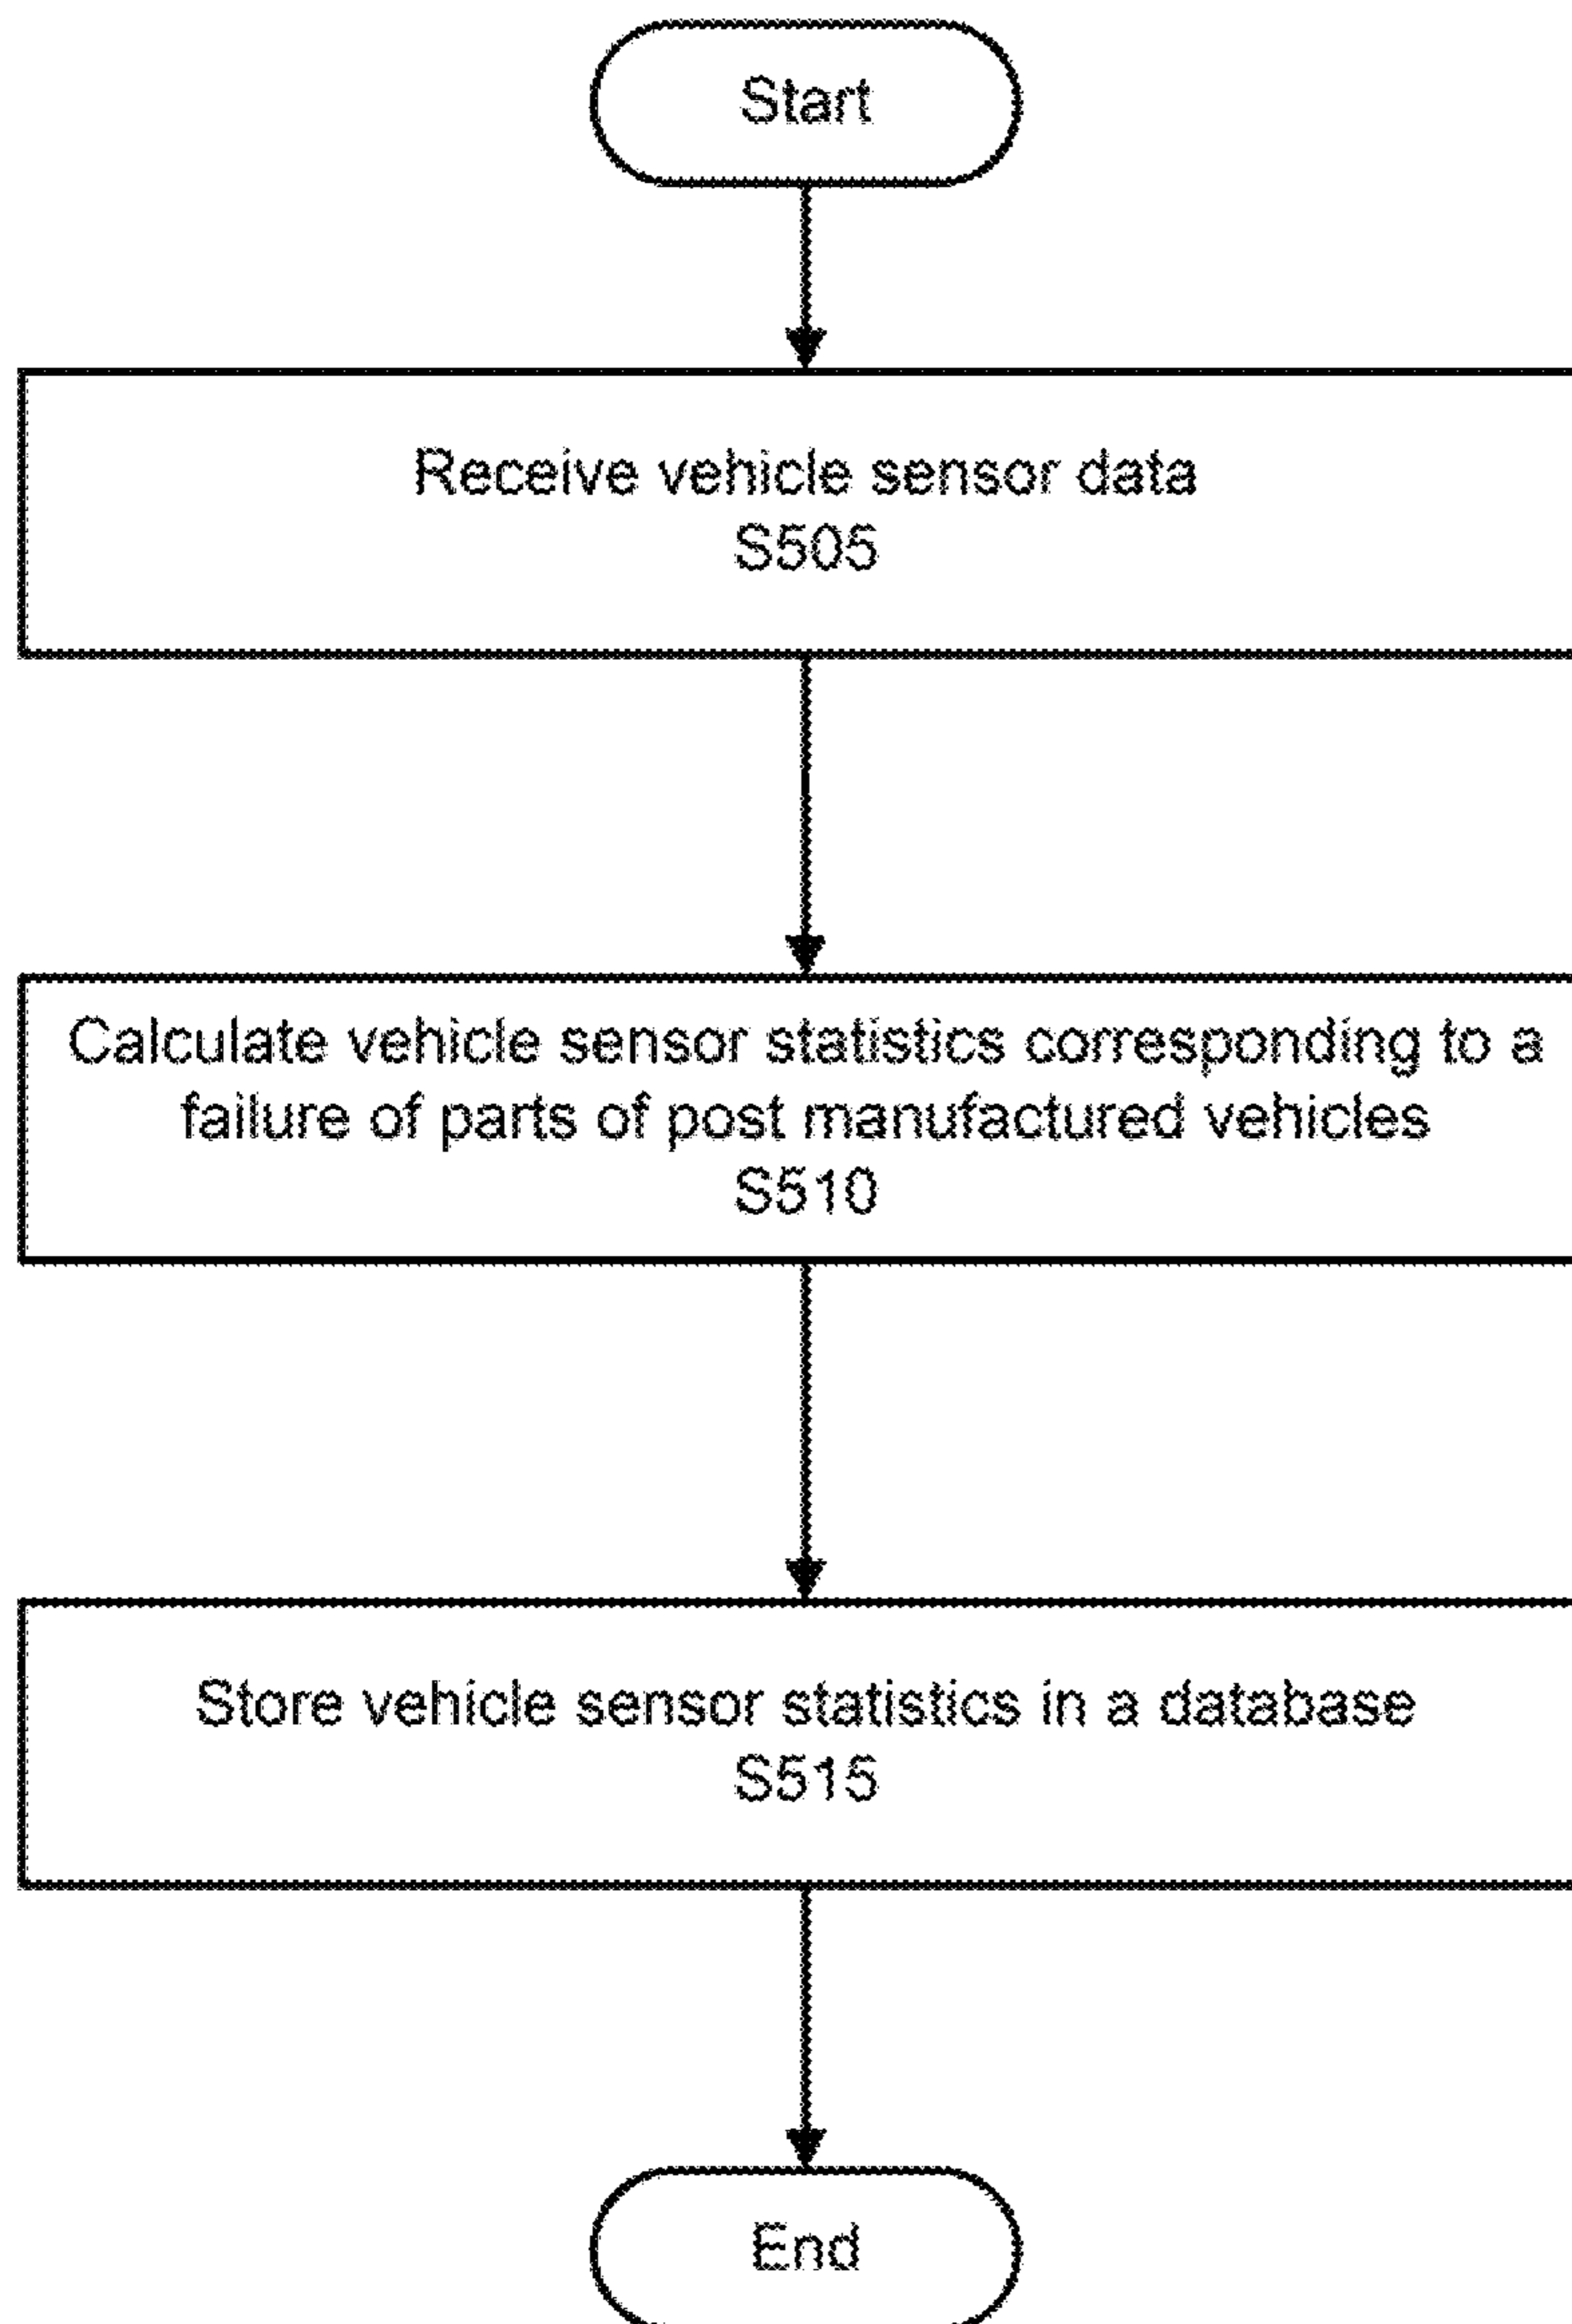 Start
Receive vehicle sensor data
S505
Calculate vehicle sensor statistics corresponding to a
failure of parts of post manufactured vehicles
S510
Store vehicle sensor statistics in a database
S515
End